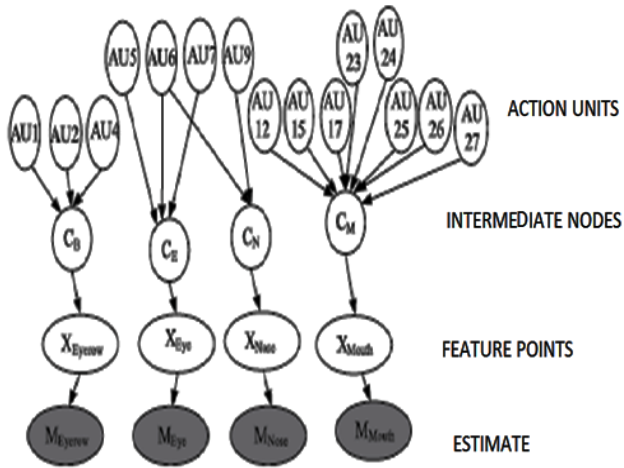 AU5 AU6 AU7 AU9
AU 23
AU 24
AU1 AU2 AU4
AU 12
AU 15
AU 17
AU 25
AU 26
AU 27
ACTION UNITS
CB CE CN CM
INTERMEDIATE NODES
XEyerow XEye XNose XMouth
FEATURE POINTS
MEyerow MEye MNose MMouth
ESTIMATE